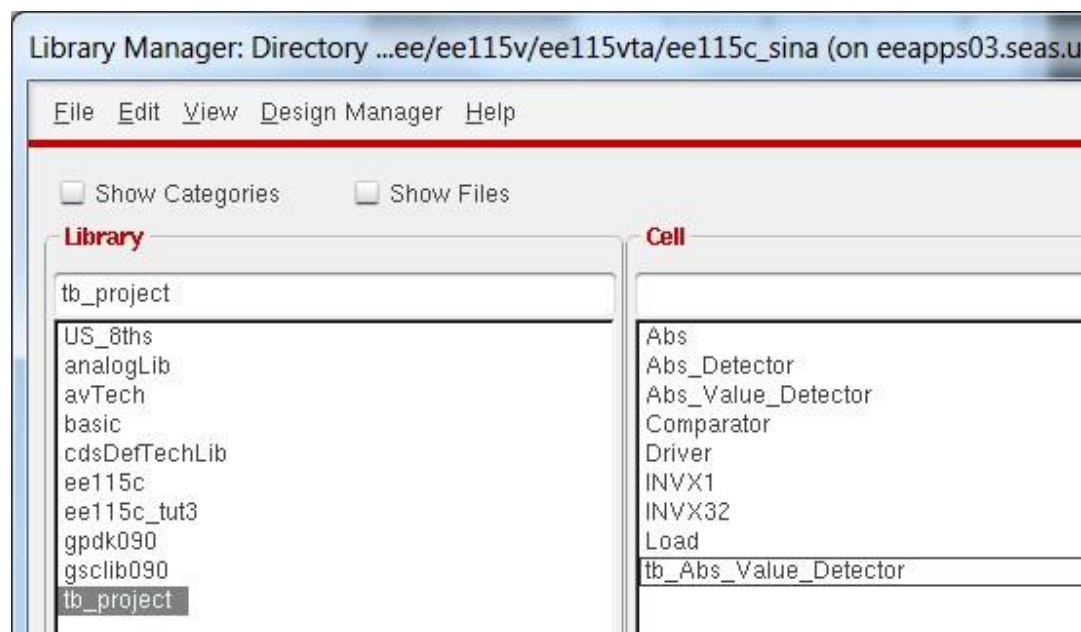 Library Manager: Directory ...ee/ee115v/ee115vta/ee115c_sina (on eeapps03.seas.u
File Edit View Design Manager Help
Show Categories Show Files
Library
tb_project
US_8ths
analogLib
avTech
basic
cdsDefTechLib
ee115c
ee115c_tut3
gpdk090
gsclib090
tb_project
Cell
Abs
Abs_Detector
Abs_Value_Detector
Comparator
Driver
INVX1
INVX32
Load
tb_Abs_Value_Detector